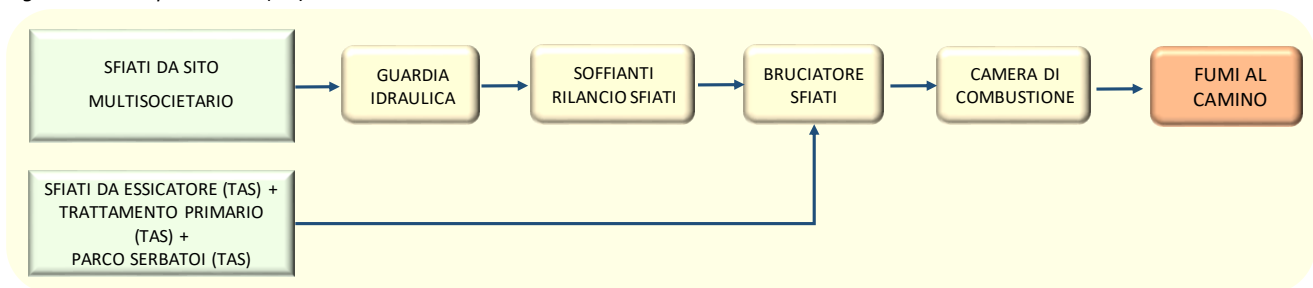 SFIATI DA SITO
MULTISOCIETARIO
GUARDIA
IDRAULICA
SOFFIANTI
RILANCIO SFIATI
BRUCIATORE
SFIATI
CAMERA DI
COMBUSTIONE
FUMI AL
CAMINO
SFIATI DA ESSICATORE (TAS) +
TRATTAMENTO PRIMARIO
(TAS) +
PARCO SERBATOI (TAS)